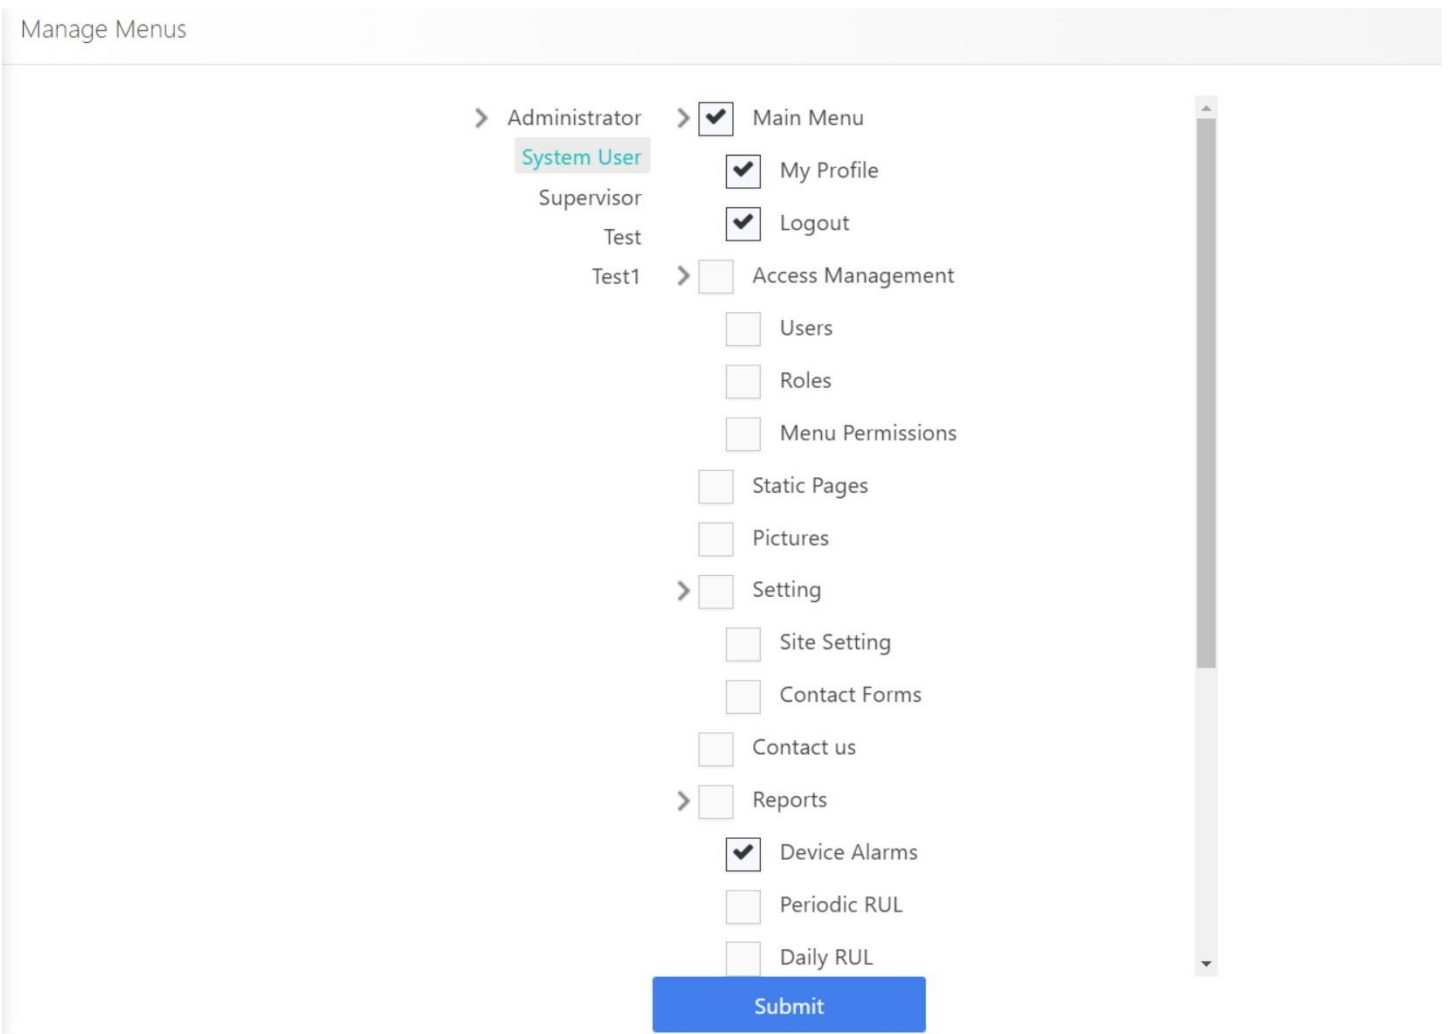 Manage Menus
Administrator
System User
Supervisor
Test
Test1
Main Menu
My Profile
Logout
Access Management
Users
Roles
Menu Permissions
Static Pages
Pictures
Setting
Site Setting
Contact Forms
Contact us
Reports
Device Alarms
Periodic RUL
Daily RUL
Submit